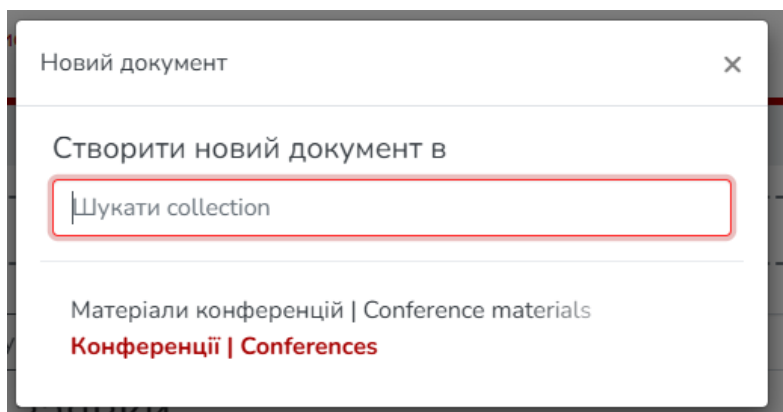 Новий документ
×
Створити новий документ в
Шукати collection
Матеріали конференцій | Conference materials
Конференції | Conferences